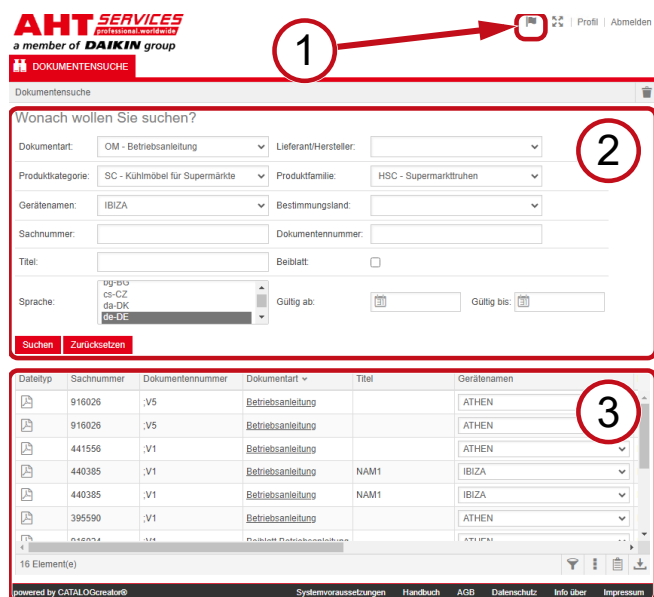 AHT SERVICES
professional.worldwide
a member of DAIKIN group
Profil | Abmelden
1
DOKUMENTENSUCHE
Dokumentensuche
Wonach wollen Sie suchen?
2
Dokumentart: OM - Betriebsanleitung Lieferant/Hersteller:
Produktkategorie: SC - Kühlmöbel für Supermärkte Produktfamilie: HSC - Supermarkttruhen
Gerätenamen: IBIZA Bestimmungsland:
Sachnummer: Dokumentennummer:
Titel: Beiblatt:
bg-BG
cs-CZ
Sprache: da-DK Gültig ab: Gültig bis:
de-DE
Suchen Zurücksetzen
Dateityp Sachnummer Dokumentennummer Dokumentart Titel Gerätenamen
916026 ;V5 Betriebsanleitung ATHEN
3
916026 ;V5 Betriebsanleitung ATHEN
441556 ;V1 Betriebsanleitung ATHEN
440385 ;V1 Betriebsanleitung NAM1 IBIZA
440385 ;V1 Betriebsanleitung NAM1 IBIZA
395590 ;V1 Betriebsanleitung ATHEN
Beiblatt Betriebsanleitung ATHEN
16 Element(e)
powered by CATALOGcreator® Systemvoraussetzungen Handbuch AGB Datenschutz Info über Impressum